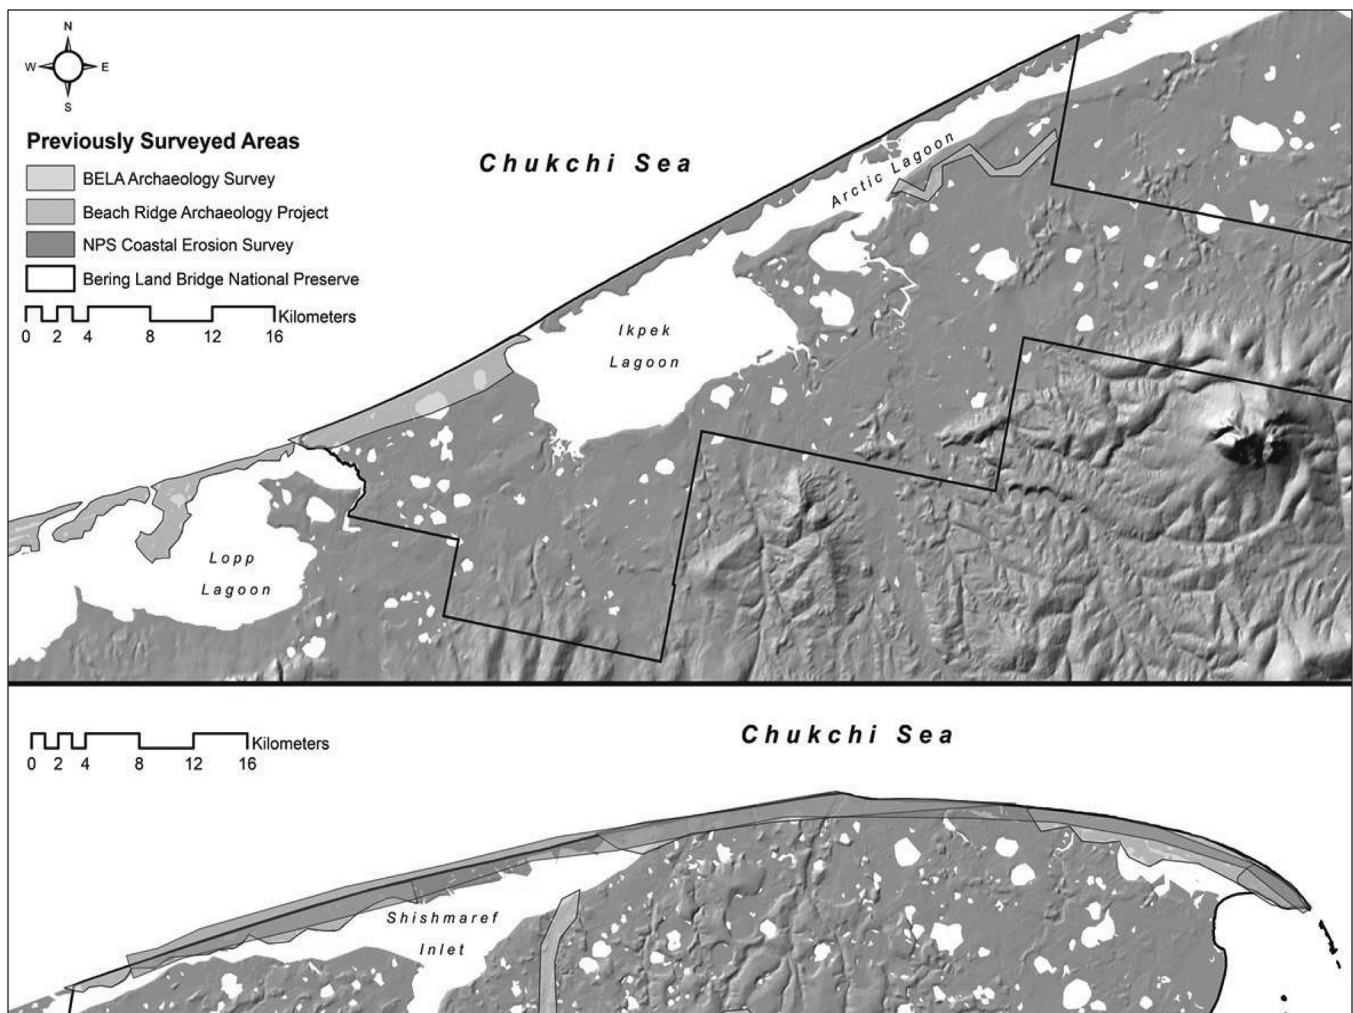 N
W E
S
Previously Surveyed Areas
BELA Archaeology Survey
Beach Ridge Archaeology Project
NPS Coastal Erosion Survey
Bering Land Bridge National Preserve
Kilometers
0 2 4 8 12 16
Chukchi Sea
Arctic Lagoon
Ikpek
Lagoon
Lopp
Lagoon
Kilometers
0 2 4 8 12 16
Chukchi Sea
Shishmaref
Inlet